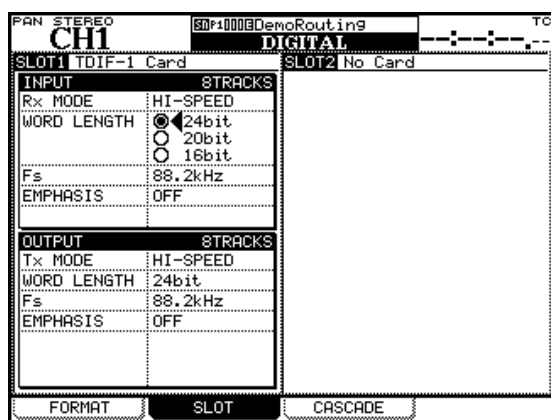 PAN STEREO
CH1
P1000 DemoRouting
DIGITAL
TC
--:--:--.--
SLOT1 TDIF-1 Card
SLOT2 No Card
INPUT 8TRACKS
Rx MODE HI-SPEED
WORD LENGTH 24bit
20bit
16bit
Fs 88.2kHz
EMPHASIS OFF
OUTPUT 8TRACKS
Tx MODE HI-SPEED
WORD LENGTH 24bit
Fs 88.2kHz
EMPHASIS OFF
FORMAT SLOT CASCADE